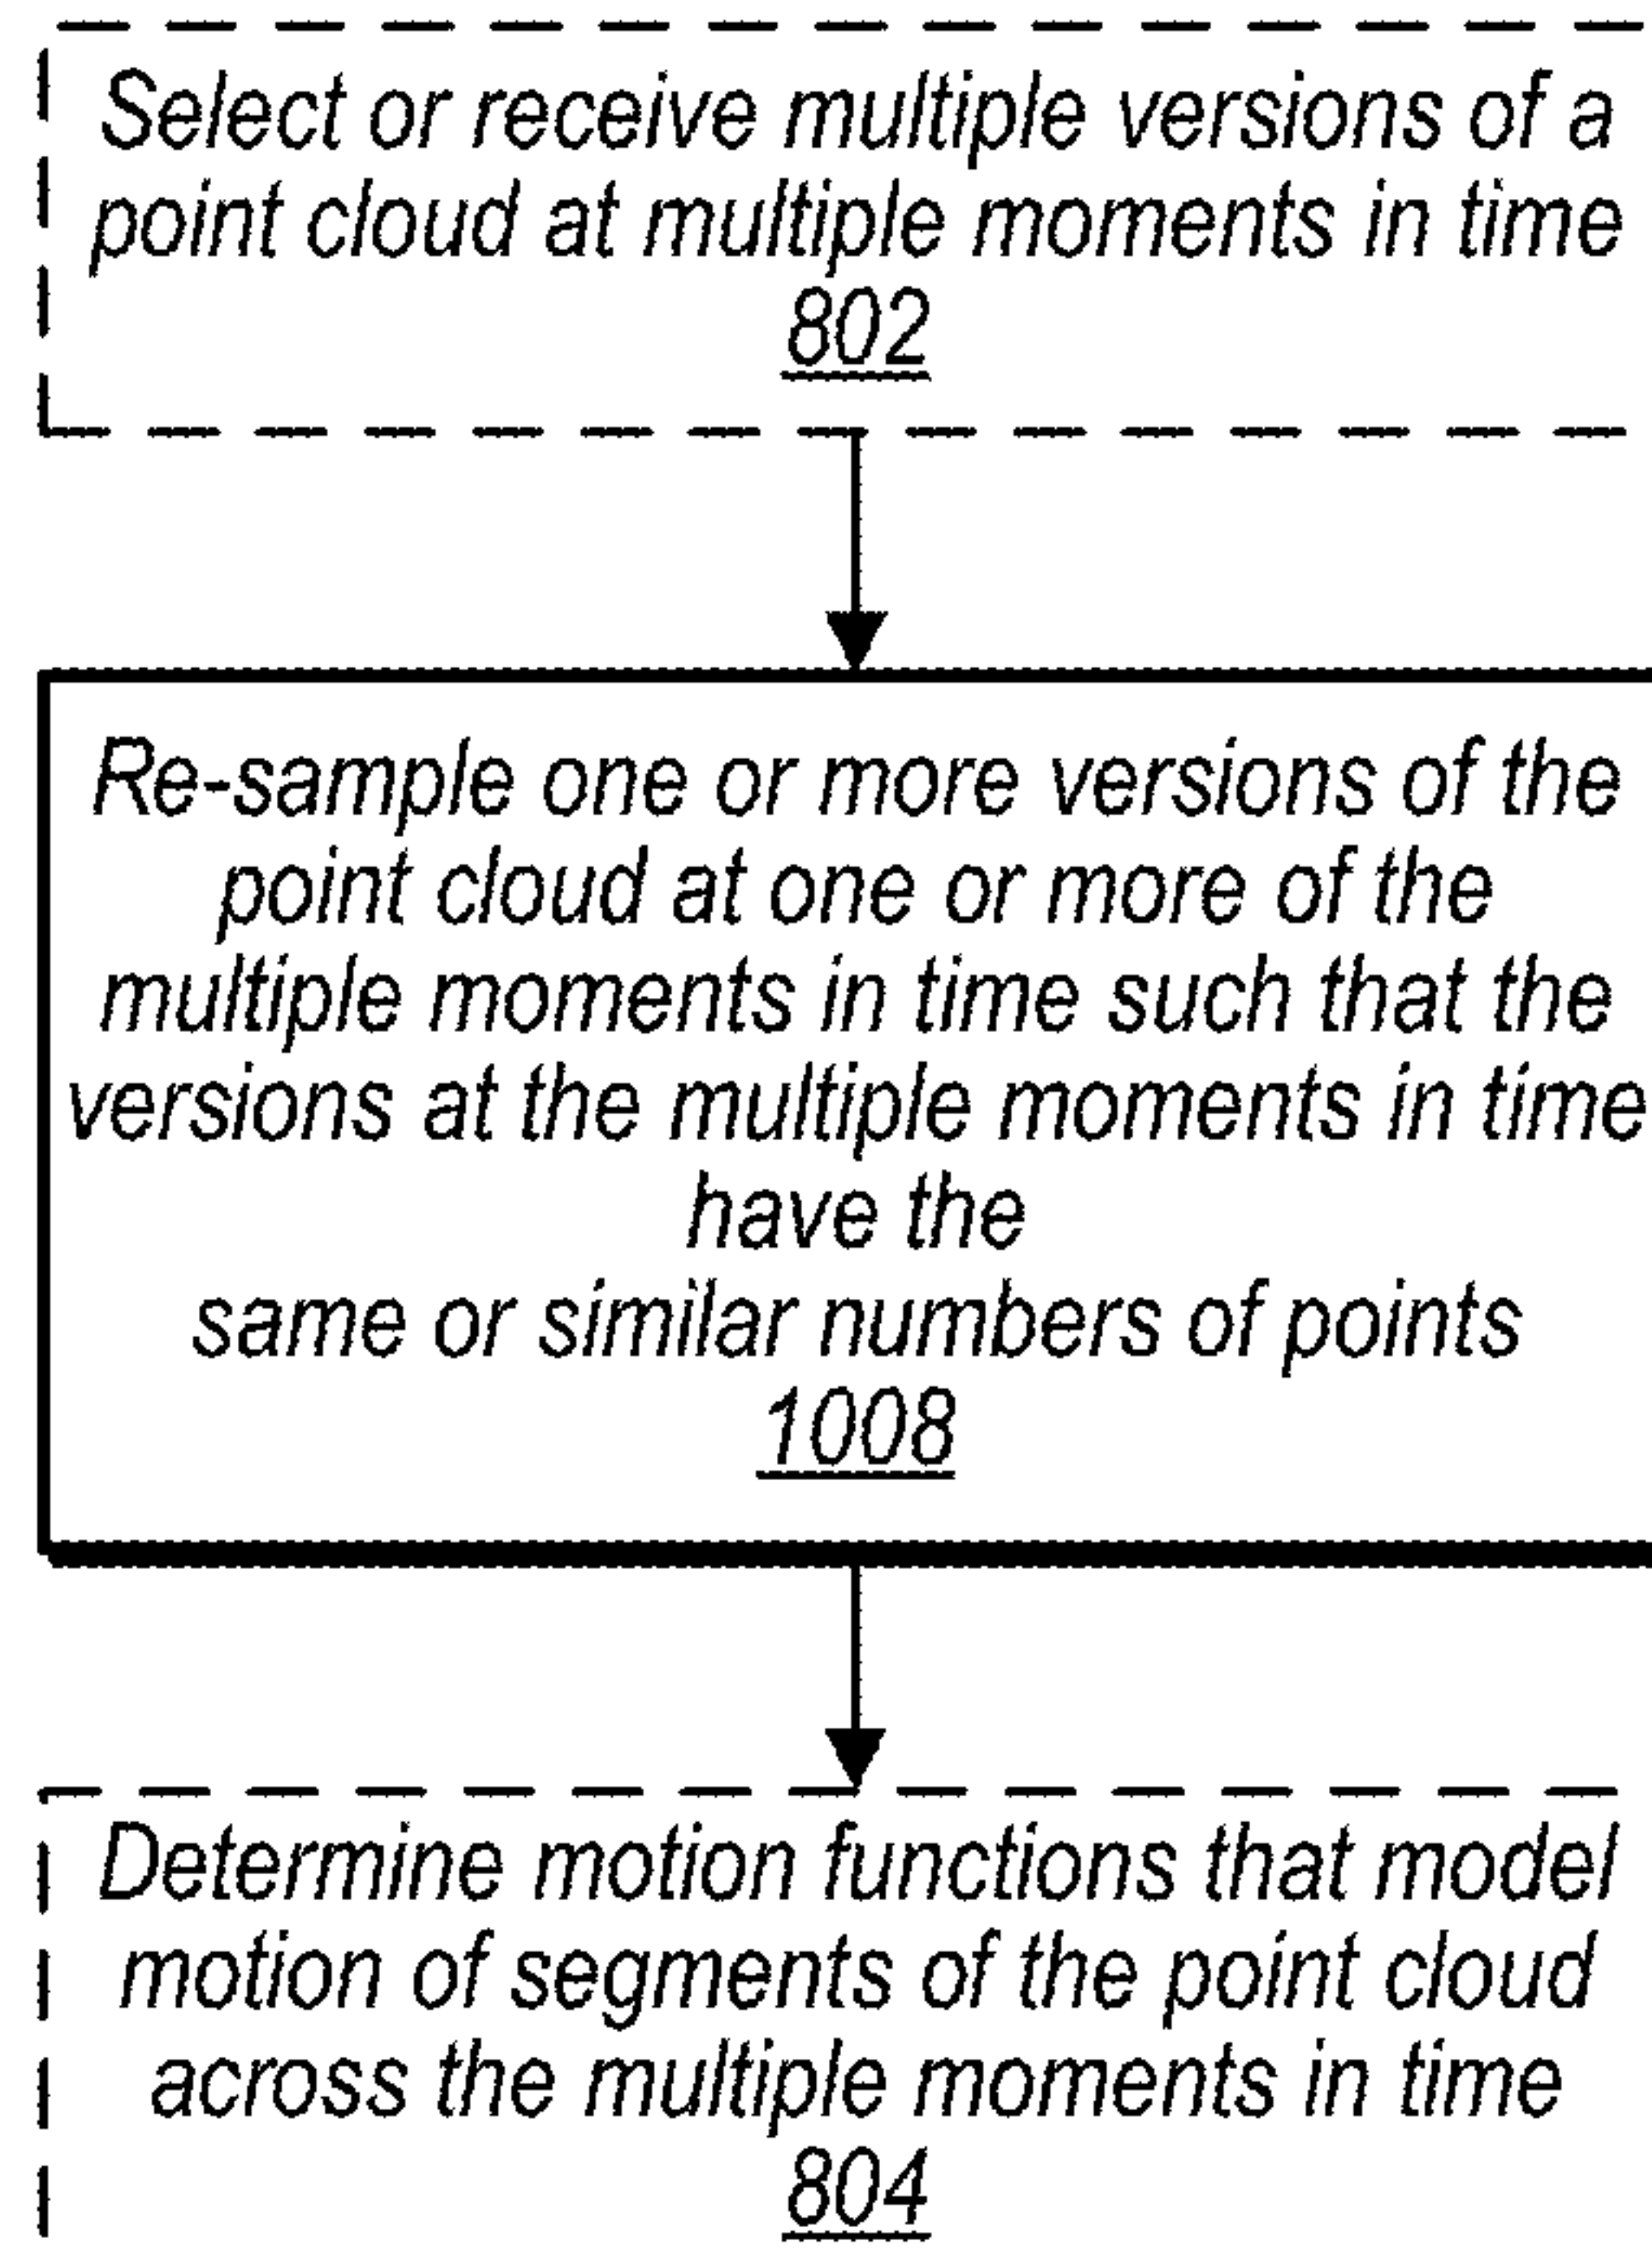 Select or receive multiple versions of a
point cloud at multiple moments in time
802
Re-sample one or more versions of the
point cloud at one or more of the
multiple moments in time such that the
versions at the multiple moments in time
have the
same or similar numbers of points
1008
Determine motion functions that model
motion of segments of the point cloud
across the multiple moments in time
804